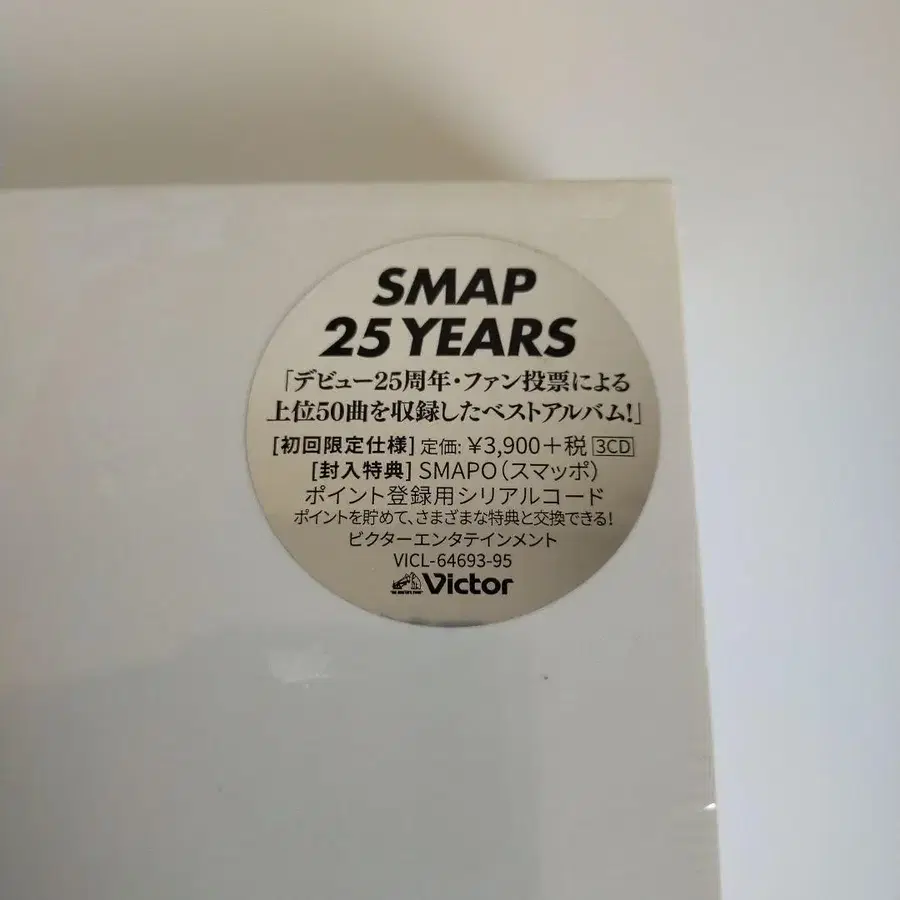 SMAP
25 YEARS
「デビュー25周年・ファン投票による
上位50曲を収録したベストアルバム!」
[初回限定仕様] 定価: ¥3,900+税 3CD
[封入特典] SMAPO(スマッポ)
ポイント登録用シリアルコード
ポイントを貯めて、さまざまな特典と交換できる!
ビクターエンタテインメント
VICL-64693-95
Victor